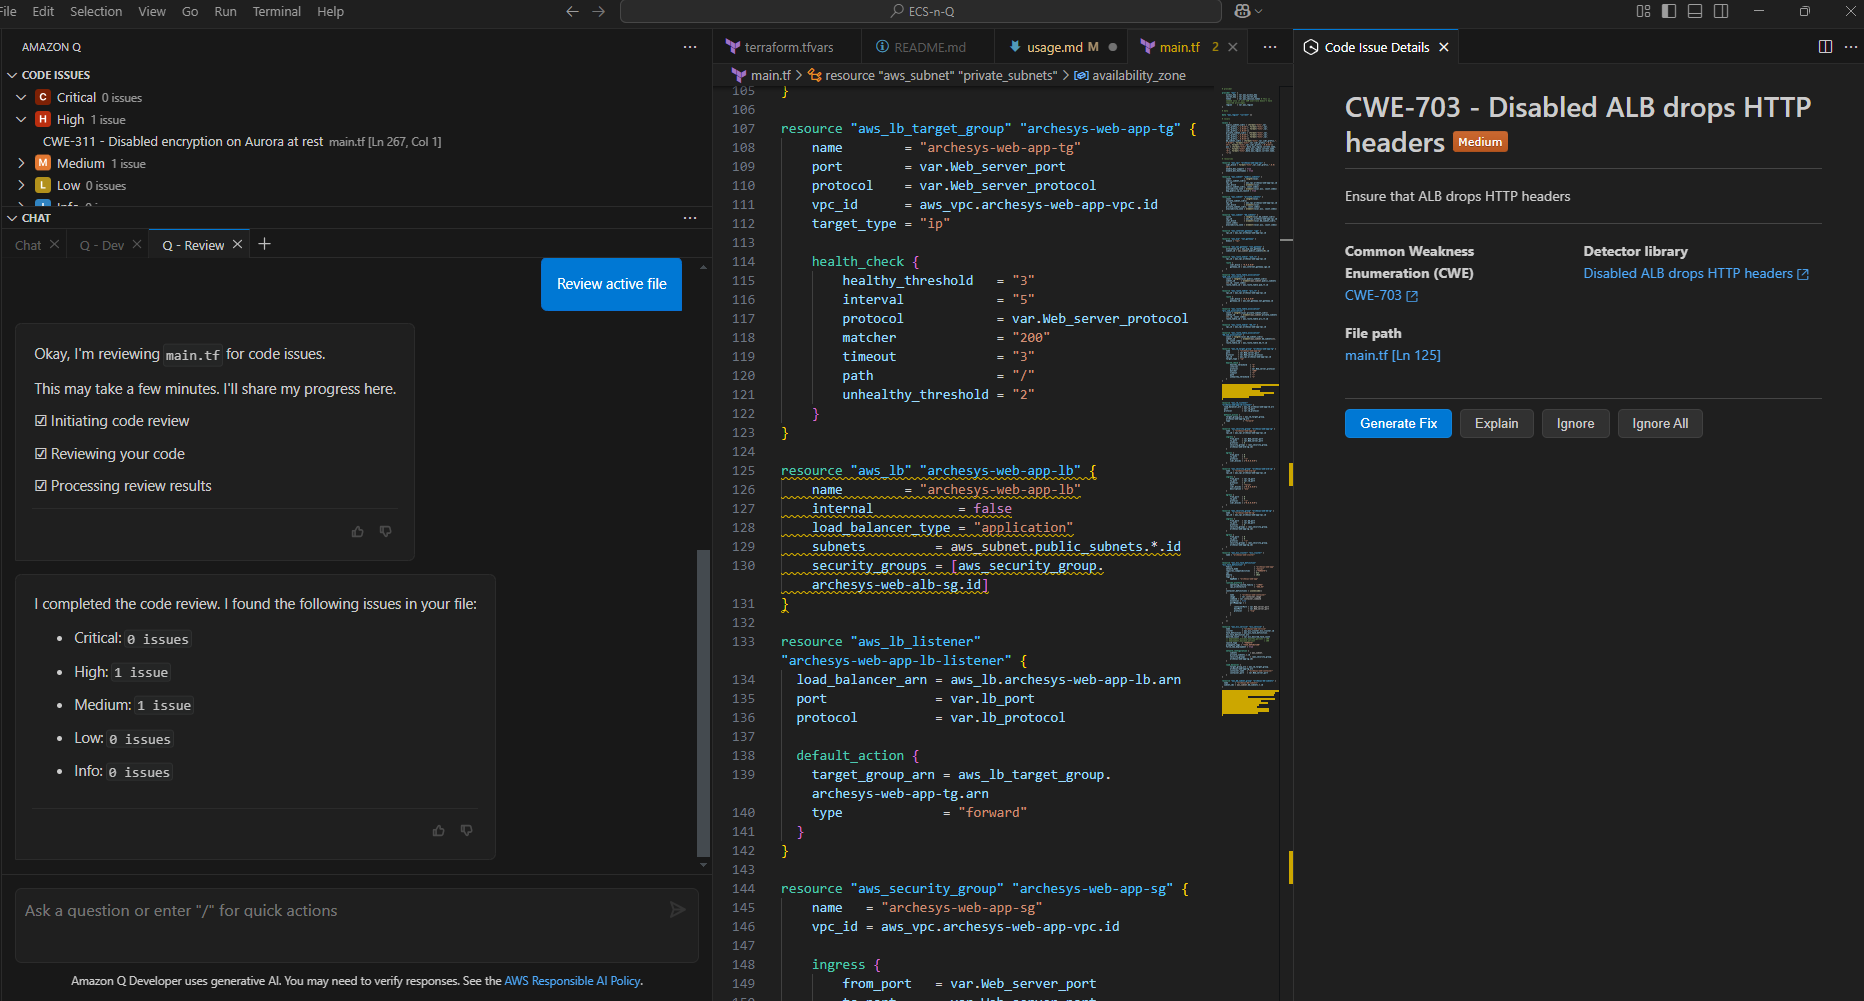 File Edit Selection View Go Run Terminal Help
ECS-n-Q
AMAZON Q
CODE ISSUES
C Critical 0 issues
H High 1 issue
CWE-311 - Disabled encryption on Aurora at rest main.tf [Ln 267, Col 1]
M Medium 1 issue
L Low 0 issues
CHAT
Chat
Q - Dev
Q - Review
Review active file
Okay, I'm reviewing main.tf for code issues.
This may take a few minutes. I'll share my progress here.
☑ Initiating code review
☑ Reviewing your code
☑ Processing review results
I completed the code review. I found the following issues in your file:
• Critical: 0 issues
• High: 1 issue
• Medium: 1 issue
• Low: 0 issues
• Info: 0 issues
Ask a question or enter "/" for quick actions
Amazon Q Developer uses generative AI. You may need to verify responses. See the AWS Responsible AI Policy.
terraform.tfvars
README.md
usage.md M
main.tf 2
main.tf > resource "aws_subnet" "private_subnets" > availability_zone
105 }
106
107 resource "aws_lb_target_group" "archesys-web-app-tg" {
108 name = "archesys-web-app-tg"
109 port = var.Web_server_port
110 protocol = var.Web_server_protocol
111 vpc_id = aws_vpc.archesys-web-app-vpc.id
112 target_type = "ip"
113
114 health_check {
115 healthy_threshold = "3"
116 interval = "5"
117 protocol = var.Web_server_protocol
118 matcher = "200"
119 timeout = "3"
120 path = "/"
121 unhealthy_threshold = "2"
122 }
123 }
124
125 resource "aws_lb" "archesys-web-app-lb" {
126 name = "archesys-web-app-lb"
127 internal = false
128 load_balancer_type = "application"
129 subnets = aws_subnet.public_subnets.*.id
130 security_groups = [aws_security_group.
archesys-web-alb-sg.id]
131 }
132
133 resource "aws_lb_listener"
"archesys-web-app-lb-listener" {
134 load_balancer_arn = aws_lb.archesys-web-app-lb.arn
135 port = var.lb_port
136 protocol = var.lb_protocol
137
138 default_action {
139 target_group_arn = aws_lb_target_group.
archesys-web-app-tg.arn
140 type = "forward"
141 }
142 }
143
144 resource "aws_security_group" "archesys-web-app-sg" {
145 name = "archesys-web-app-sg"
146 vpc_id = aws_vpc.archesys-web-app-vpc.id
147
148 ingress {
149 from_port = var.Web_server_port
Code Issue Details
CWE-703 - Disabled ALB drops HTTP
headers Medium
Ensure that ALB drops HTTP headers
Common Weakness
Enumeration (CWE)
CWE-703
Detector library
Disabled ALB drops HTTP headers
File path
main.tf [Ln 125]
Generate Fix
Explain
Ignore
Ignore All